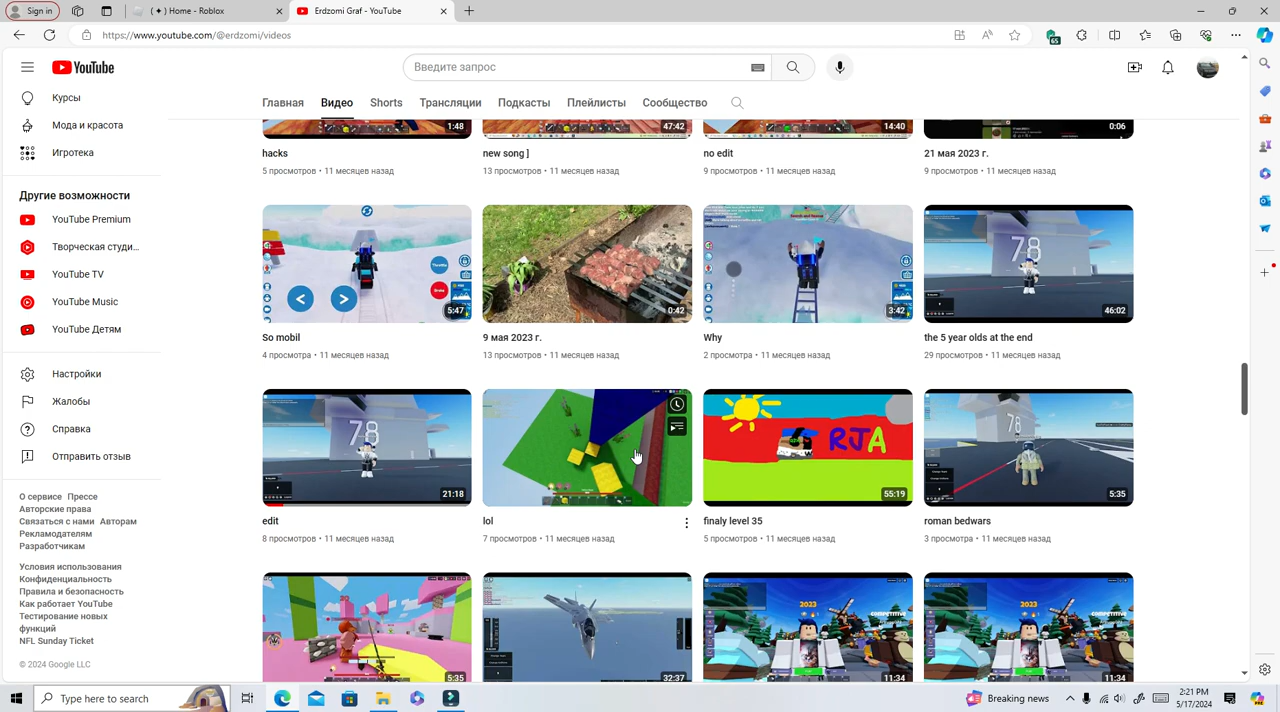 Sign in
( ✦ ) Home - Roblox
Erdzomi Graf - YouTube
https://www.youtube.com/@erdzomi/videos
65
YouTube
Введите запрос
Курсы
Мода и красота
Игротека
Другие возможности
YouTube Premium
Творческая студи...
YouTube TV
YouTube Music
YouTube Детям
Настройки
Жалобы
Справка
Отправить отзыв
О сервисе Прессе
Авторские права
Связаться с нами Авторам
Рекламодателям
Разработчикам
Условия использования
Конфиденциальность
Правила и безопасность
Как работает YouTube
Тестирование новых
функций
NFL Sunday Ticket
© 2024 Google LLC
Главная Видео Shorts Трансляции Подкасты Плейлисты Сообщество
1:48 47:42 14:40 0:06
hacks new song ] no edit 21 мая 2023 г.
5 просмотров • 11 месяцев назад 13 просмотров • 11 месяцев назад 9 просмотров • 11 месяцев назад 9 просмотров • 11 месяцев назад
78
5:47 0:42 3:42 46:02
So mobil 9 мая 2023 г. Why the 5 year olds at the end
4 просмотра • 11 месяцев назад 13 просмотров • 11 месяцев назад 2 просмотра • 11 месяцев назад 29 просмотров • 11 месяцев назад
78 RJA 78
21:18 55:19 5:35
edit lol finaly level 35 roman bedwars
8 просмотров • 11 месяцев назад 7 просмотров • 11 месяцев назад 5 просмотров • 11 месяцев назад 3 просмотра • 11 месяцев назад
2023 2023
COMPETITIVE COMPETITIVE
5:35 32:37 11:34 11:34
Type here to search
Breaking news
2:21 PM
5/17/2024